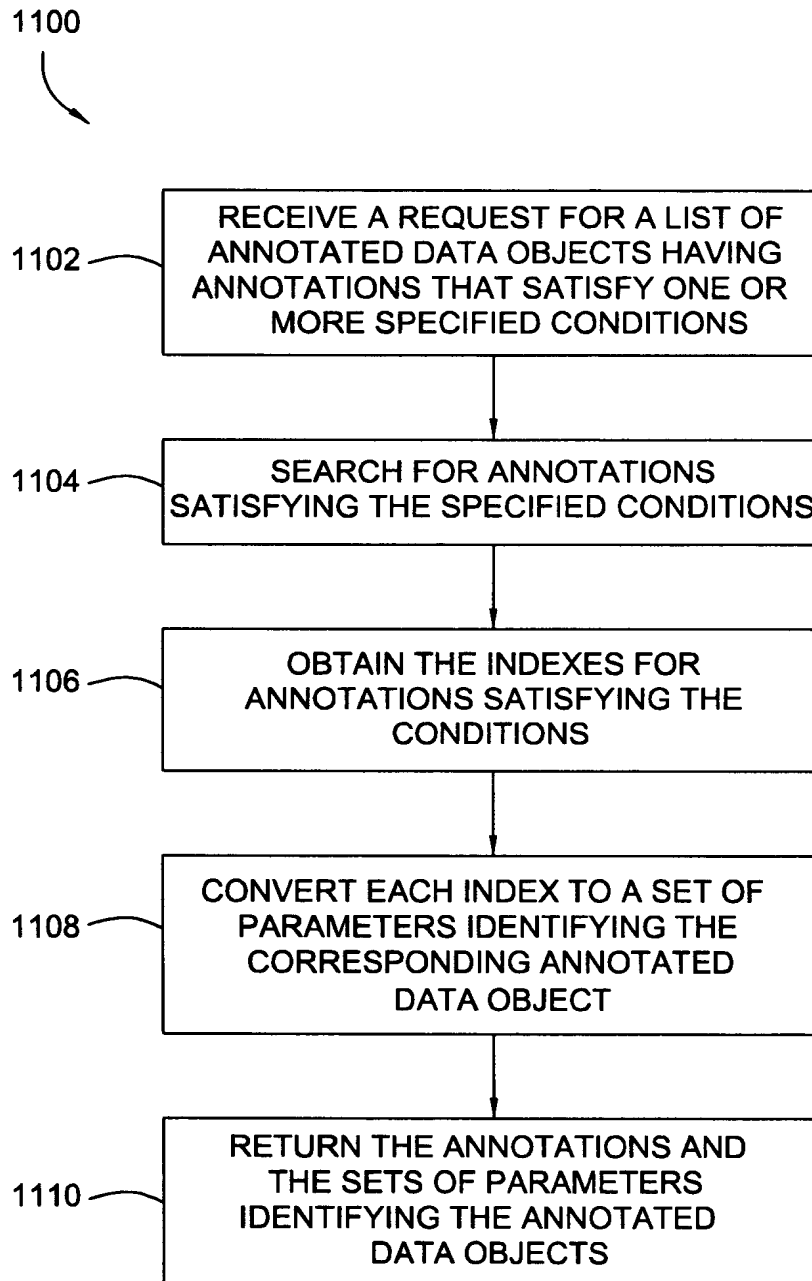 1100
1102
RECEIVE A REQUEST FOR A LIST OF
ANNOTATED DATA OBJECTS HAVING
ANNOTATIONS THAT SATISFY ONE OR
MORE SPECIFIED CONDITIONS
1104
SEARCH FOR ANNOTATIONS
SATISFYING THE SPECIFIED CONDITIONS
1106
OBTAIN THE INDEXES FOR
ANNOTATIONS SATISFYING THE
CONDITIONS
1108
CONVERT EACH INDEX TO A SET OF
PARAMETERS IDENTIFYING THE
CORRESPONDING ANNOTATED
DATA OBJECT
1110
RETURN THE ANNOTATIONS AND
THE SETS OF PARAMETERS
IDENTIFYING THE ANNOTATED
DATA OBJECTS